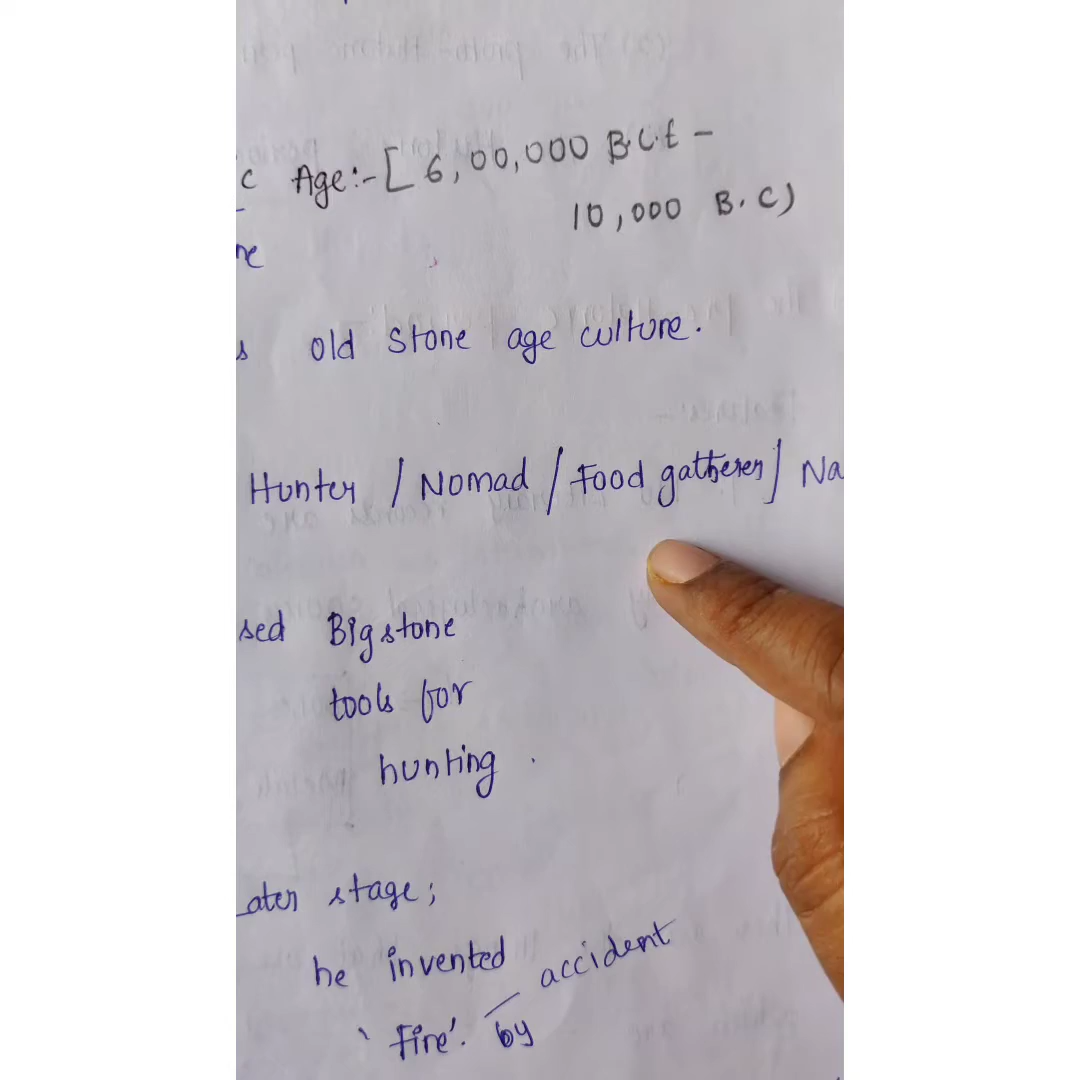 c Age:- [6,00,000 B.C.E -
10,000 B.C)
ne
s old Stone age culture.
Hunter / Nomad / Food gatherer / Na
sed Big stone
tools for
hunting.
ater stage;
he invented
'Fire'. by accident